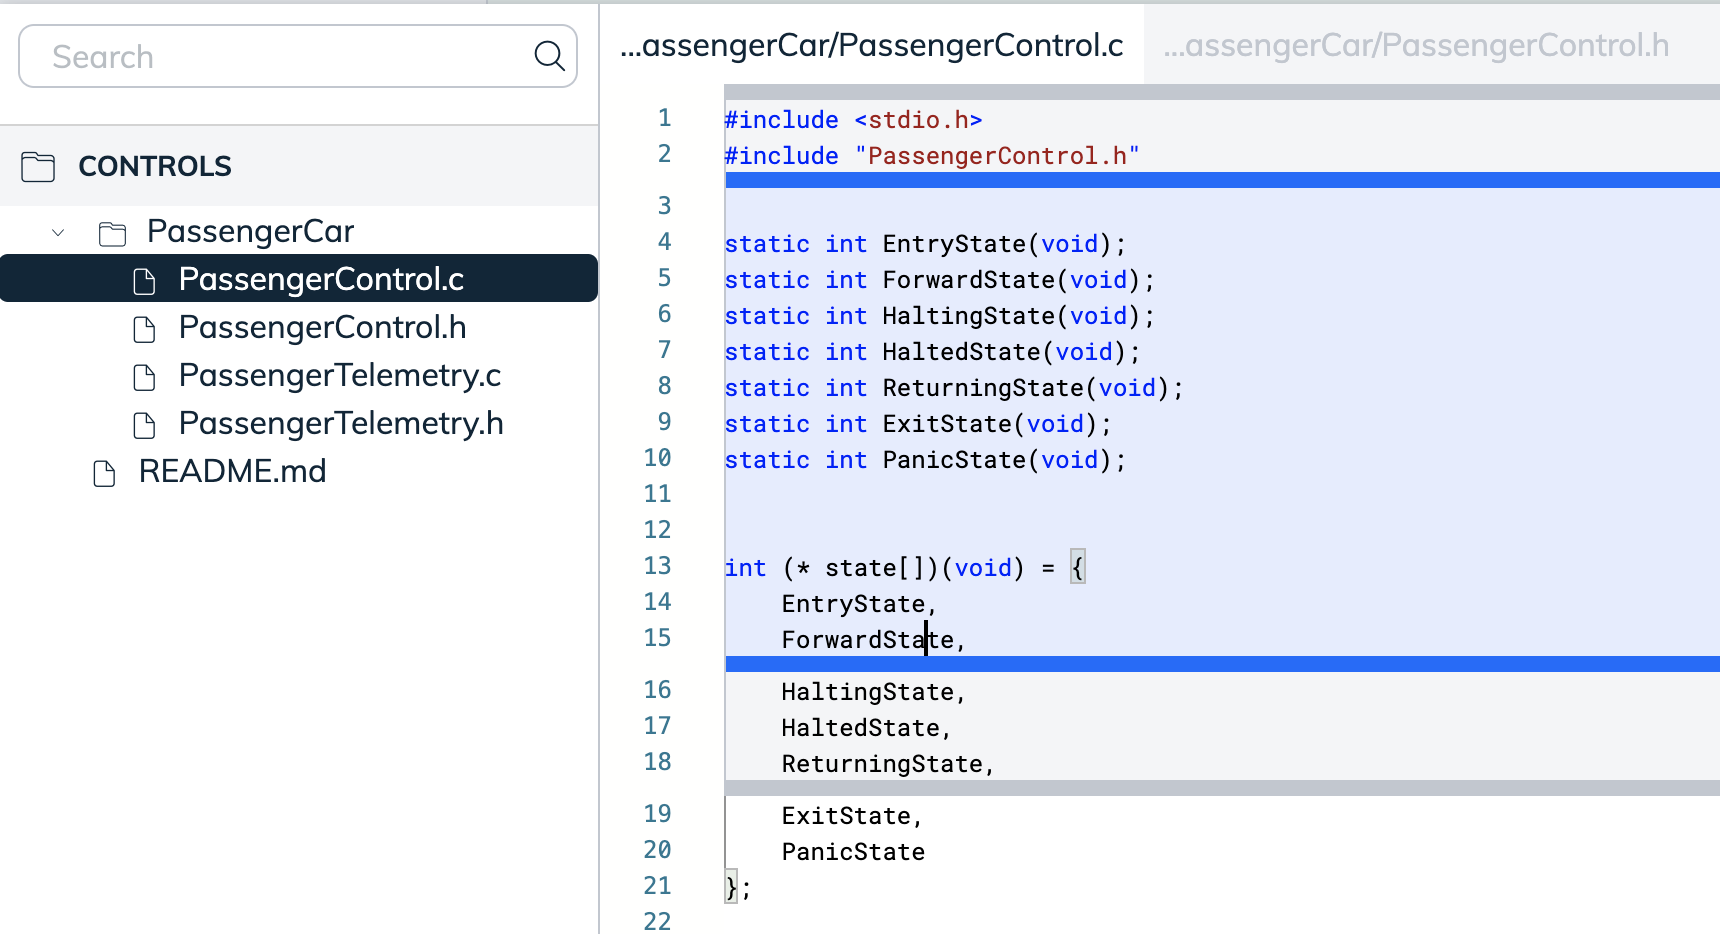 Search
CONTROLS
PassengerCar
PassengerControl.c
PassengerControl.h
PassengerTelemetry.c
PassengerTelemetry.h
README.md
...assengerCar/PassengerControl.c
...assengerCar/PassengerControl.h
1 #include <stdio.h>
2 #include "PassengerControl.h"
3
4 static int EntryState(void);
5 static int ForwardState(void);
6 static int HaltingState(void);
7 static int HaltedState(void);
8 static int ReturningState(void);
9 static int ExitState(void);
10 static int PanicState(void);
11
12
13 int (* state[])(void) = {
14     EntryState,
15     ForwardState,
16     HaltingState,
17     HaltedState,
18     ReturningState,
19     ExitState,
20     PanicState
21 };
22